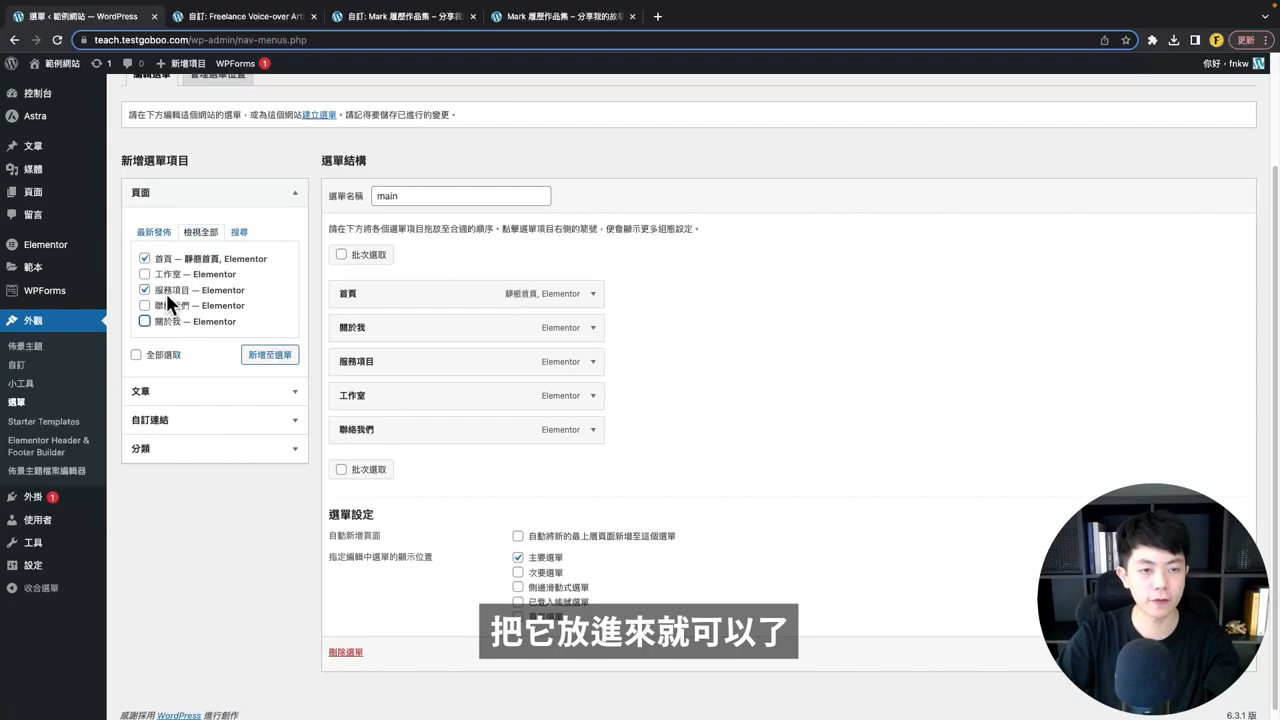 選單 ‹ 範例網站 — WordPress
自訂: Freelance Voice-over Art
自訂: Mark 履歷作品集 – 分享我
Mark 履歷作品集 – 分享我的故
teach.testgoboo.com/wp-admin/nav-menus.php
更新
範例網站
1
0
新增項目
WPForms 1
你好，fnkw
控制台
Astra
文章
媒體
頁面
留言
Elementor
範本
WPForms
外觀
佈景主題
自訂
小工具
選單
Starter Templates
Elementor Header & Footer Builder
佈景主題檔案編輯器
外掛 1
使用者
工具
設定
收合選單
編輯選單
管理選單位置
請在下方編輯這個網站的選單，或為這個網站建立選單。請記得要儲存已進行的變更。
新增選單項目
頁面
最新發佈
檢視全部
搜尋
首頁 — 靜態首頁, Elementor
工作室 — Elementor
服務項目 — Elementor
聯絡我們 — Elementor
關於我 — Elementor
全部選取
新增至選單
文章
自訂連結
分類
選單結構
選單名稱
main
請在下方將各個選單項目拖放至合適的順序。點擊選單項目右側的箭號，便會顯示更多組態設定。
批次選取
首頁 靜態首頁, Elementor
關於我 Elementor
服務項目 Elementor
工作室 Elementor
聯絡我們 Elementor
批次選取
選單設定
自動新增頁面
自動將新的最上層頁面新增至這個選單
指定編輯中選單的顯示位置
主要選單
次要選單
側邊滑動式選單
已登入帳號選單
把它放進來就可以了
刪除選單
感謝採用 WordPress 進行創作
6.3.1 版